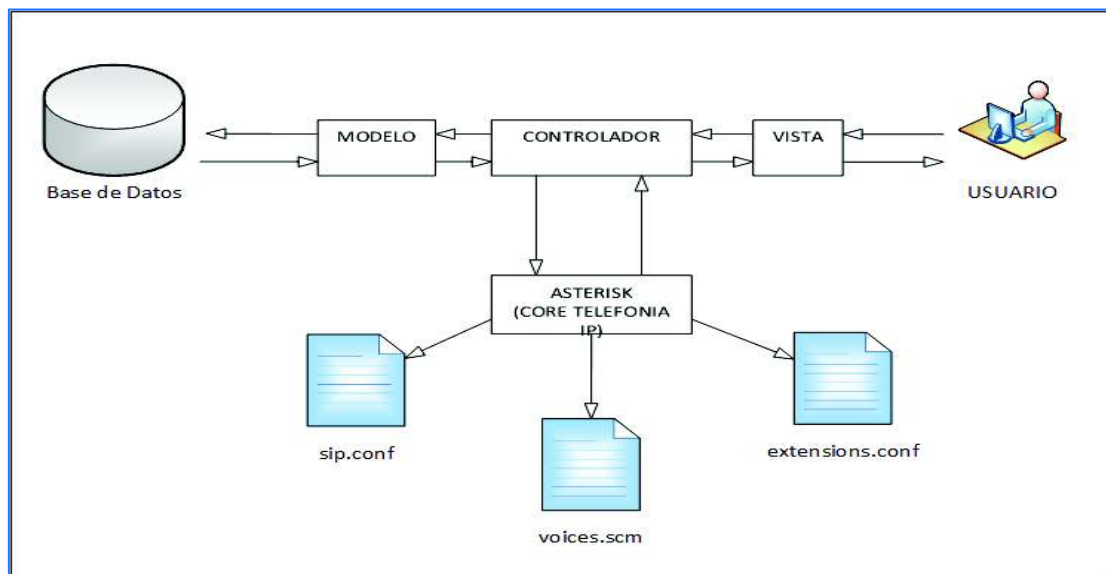 MODELO
CONTROLADOR
VISTA
Base de Datos
USUARIO
ASTERISK
(CORE TELEFONIA
IP)
sip.conf
extensions.conf
voices.scm